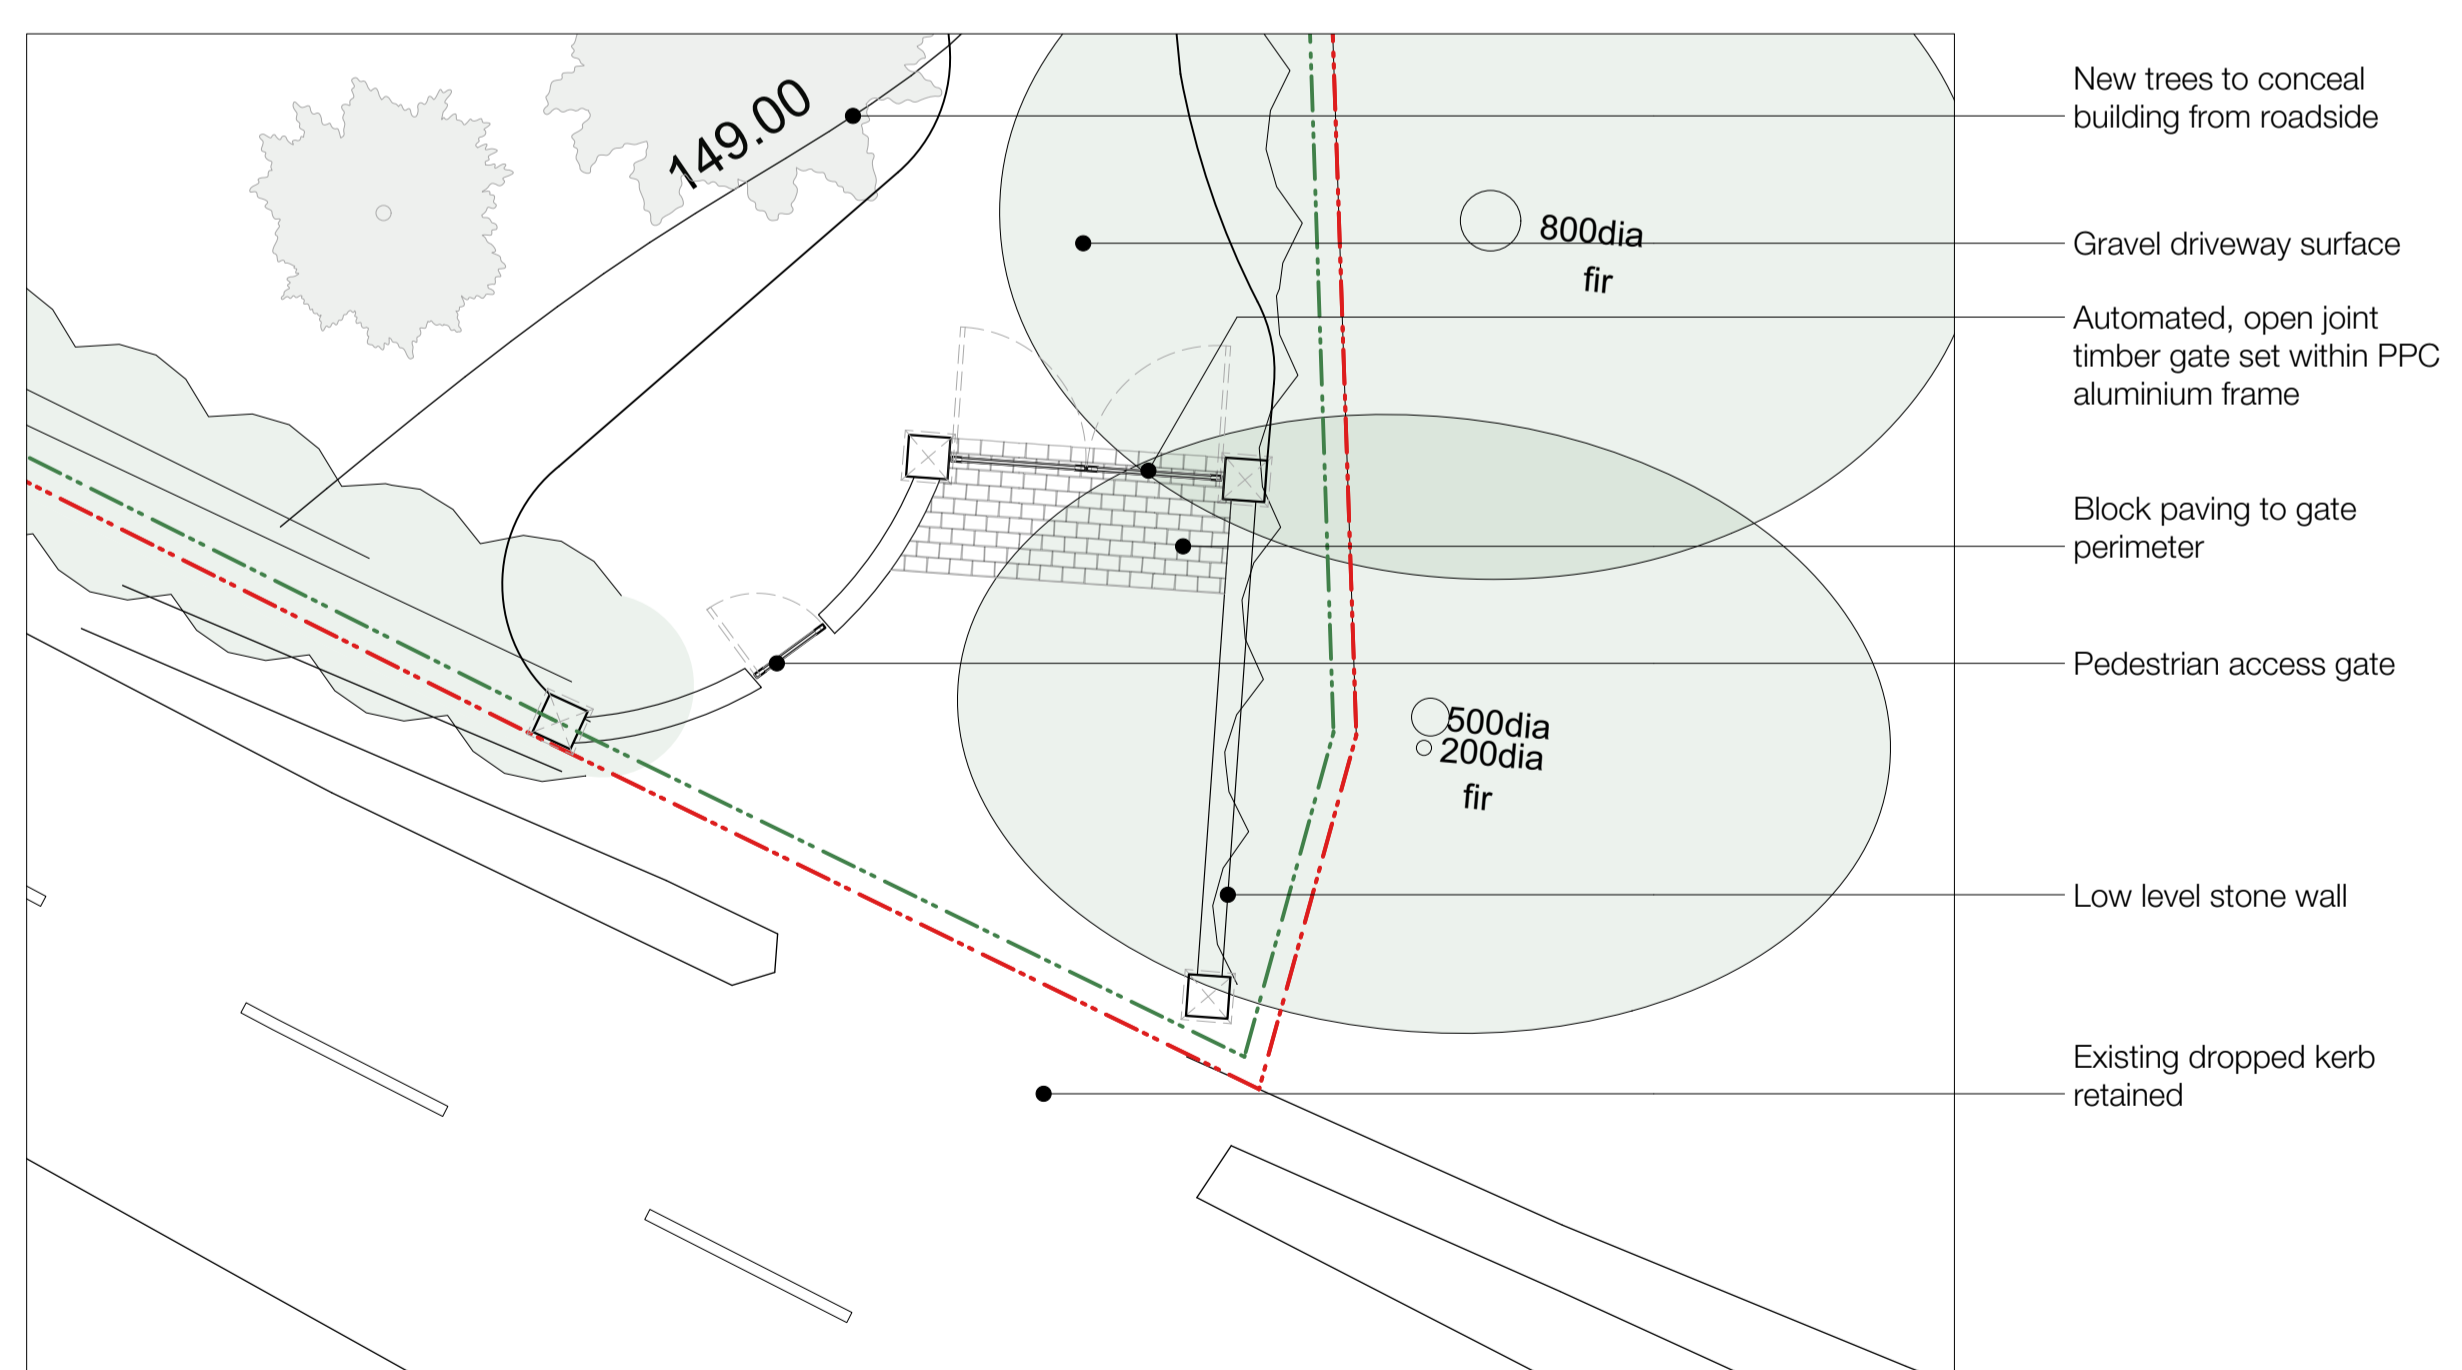 New trees to conceal
building from roadside
149.00
800dia
fir
Gravel driveway surface
Automated, open joint
timber gate set within PPC
aluminium frame
Block paving to gate
perimeter
Pedestrian access gate
500dia
200dia
fir
Low level stone wall
Existing dropped kerb
retained